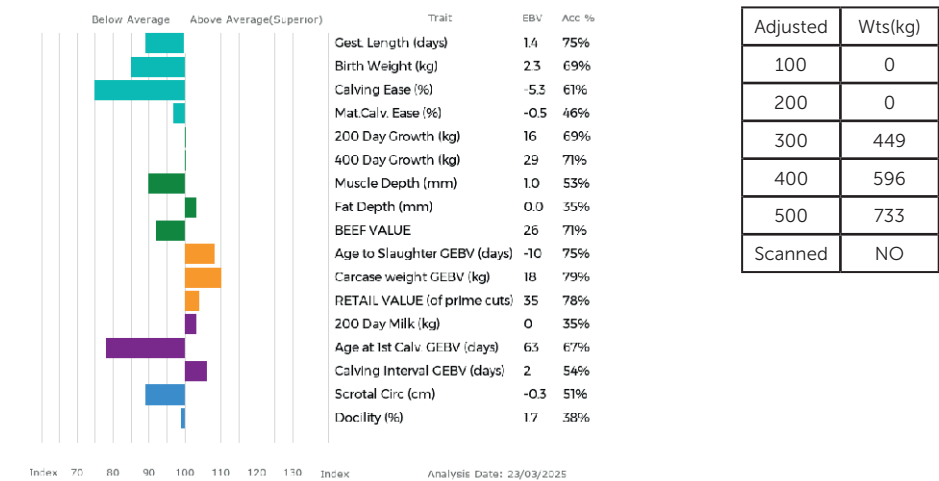 Below Average Above Average(Superior) Trait EBV Acc %
Gest. Length (days) 1.4 75%
Birth Weight (kg) 2.3 69%
Calving Ease (%) -5.3 61%
Mat.Calv. Ease (%) -0.5 46%
200 Day Growth (kg) 16 69%
400 Day Growth (kg) 29 71%
Muscle Depth (mm) 1.0 53%
Fat Depth (mm) 0.0 35%
BEEF VALUE 26 71%
Age to Slaughter GEBV (days) -10 75%
Carcase weight GEBV (kg) 18 79%
RETAIL VALUE (of prime cuts) 35 78%
200 Day Milk (kg) 0 35%
Age at 1st Calv. GEBV (days) 63 67%
Calving Interval GEBV (days) 2 54%
Scrotal Circ (cm) -0.3 51%
Docility (%) 1.7 38%
Index 70 80 90 100 110 120 130 Index Analysis Date: 23/03/2025
Adjusted Wts(kg)
100 0
200 0
300 449
400 596
500 733
Scanned NO